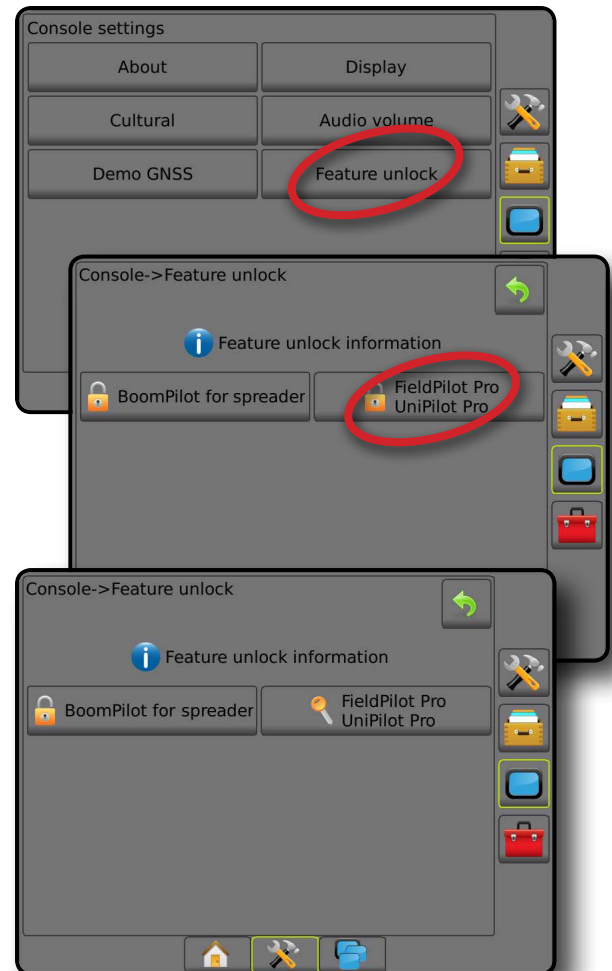 Console settings
About
Display
Cultural
Audio volume
Demo GNSS
Feature unlock
Console->Feature unlock
Feature unlock information
BoomPilot for spreader
FieldPilot Pro
UniPilot Pro
Console->Feature unlock
Feature unlock information
BoomPilot for spreader
FieldPilot Pro
UniPilot Pro